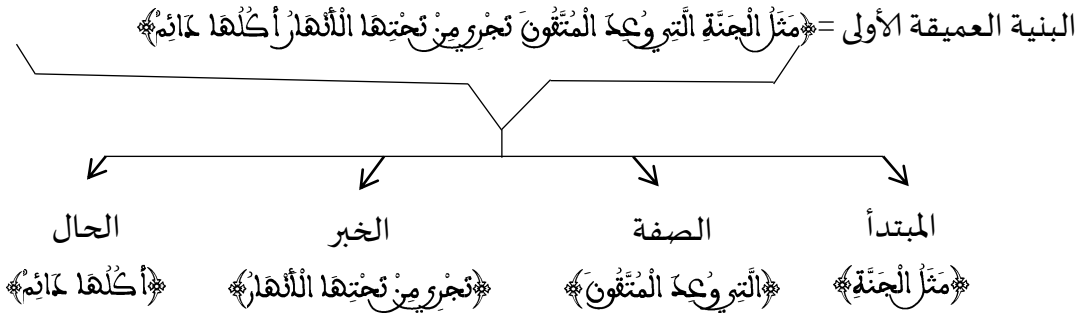 البنية العميقة الأولى =﴿مَثَلُ الْجَنَّةِ الَّتِي وُعِدَ الْمُتَّقُونَ تَجْرِي مِنْ تَحْتِهَا الْأَنْهَارُ أُكُلُهَا دَائِمٌ﴾
المبتدأ الصفة الخبر الحال
﴿مَثَلُ الْجَنَّةِ﴾ ﴿الَّتِي وُعِدَ الْمُتَّقُونَ﴾ ﴿تَجْرِي مِنْ تَحْتِهَا الْأَنْهَارُ﴾ ﴿أُكُلُهَا دَائِمٌ﴾